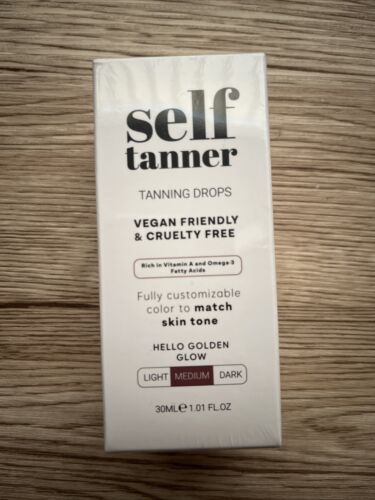 self
tanner
TANNING DROPS
VEGAN FRIENDLY
& CRUELTY FREE
Rich in Vitamin A and Omega-3
Fatty Acids
Fully customizable
color to match
skin tone
HELLO GOLDEN
GLOW
LIGHT MEDIUM DARK
30ML℮ 1.01 FL.OZ